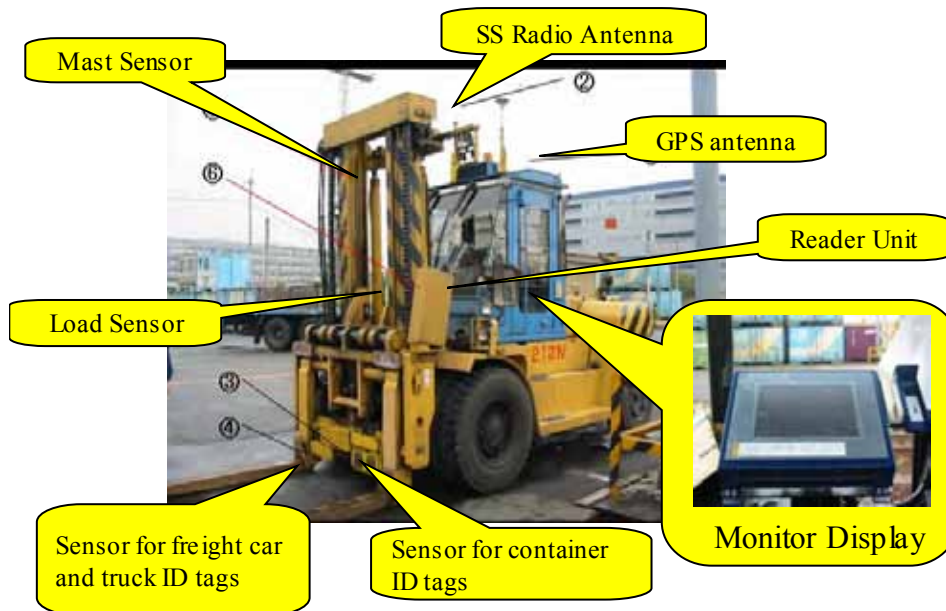 SS Radio Antenna
Mast Sensor
②
GPS antenna
⑥
Reader Unit
Load Sensor
212N
③
④
Sensor for freight car
and truck ID tags
Sensor for container
ID tags
Monitor Display